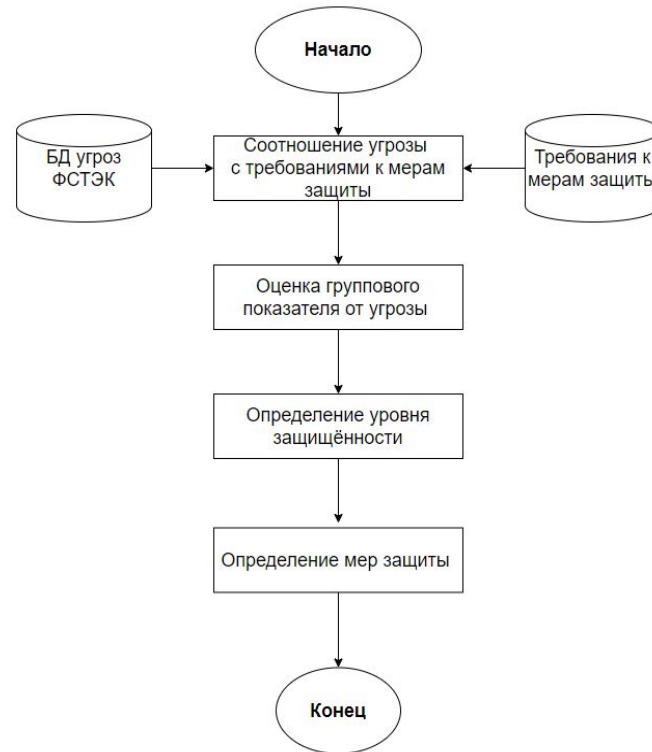 Начало
БД угроз
ФСТЭК
Соотношение угрозы
с требованиями к мерам
защиты
Требования к
мерам защиты
Оценка группового
показателя от угрозы
Определение уровня
защищённости
Определение мер защиты
Конец